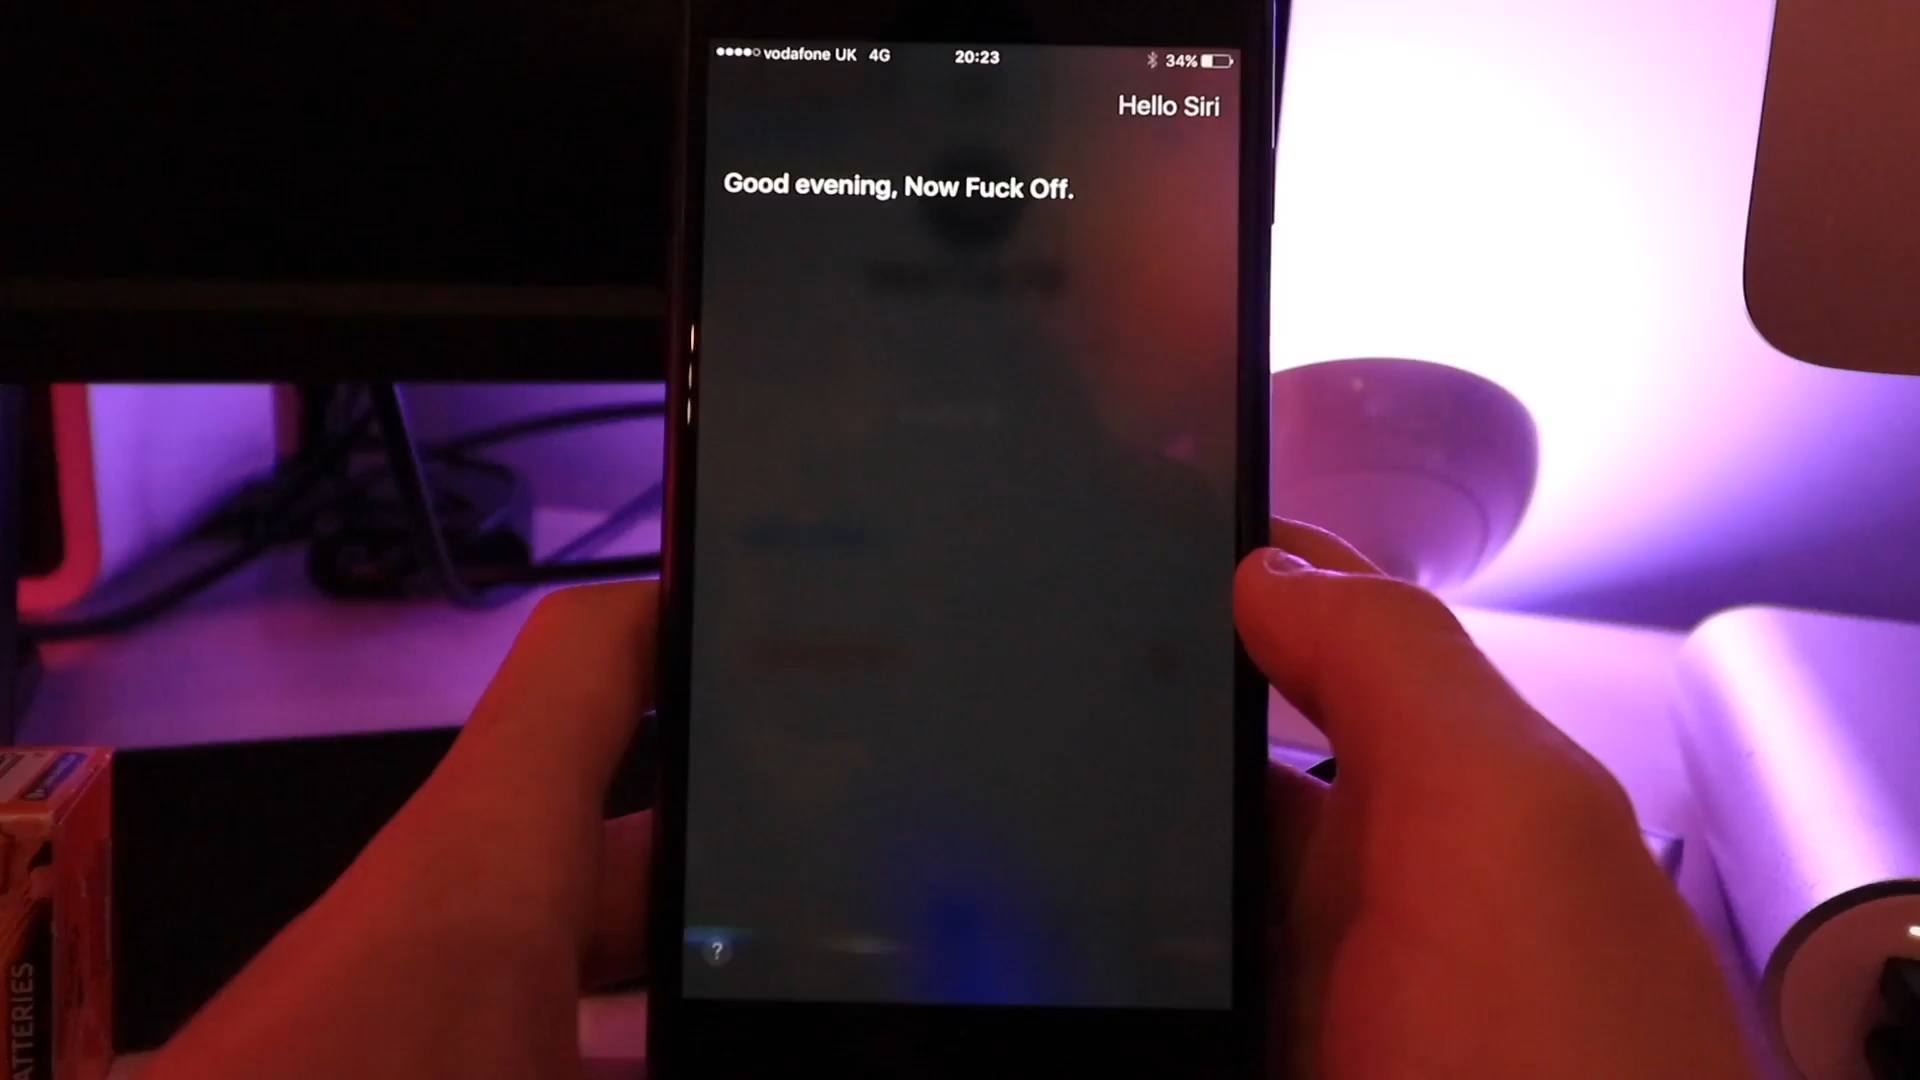 vodafone UK 4G 20:23 34%
Hello Siri
Good evening, Now Fuck Off.
?
ATTERIES